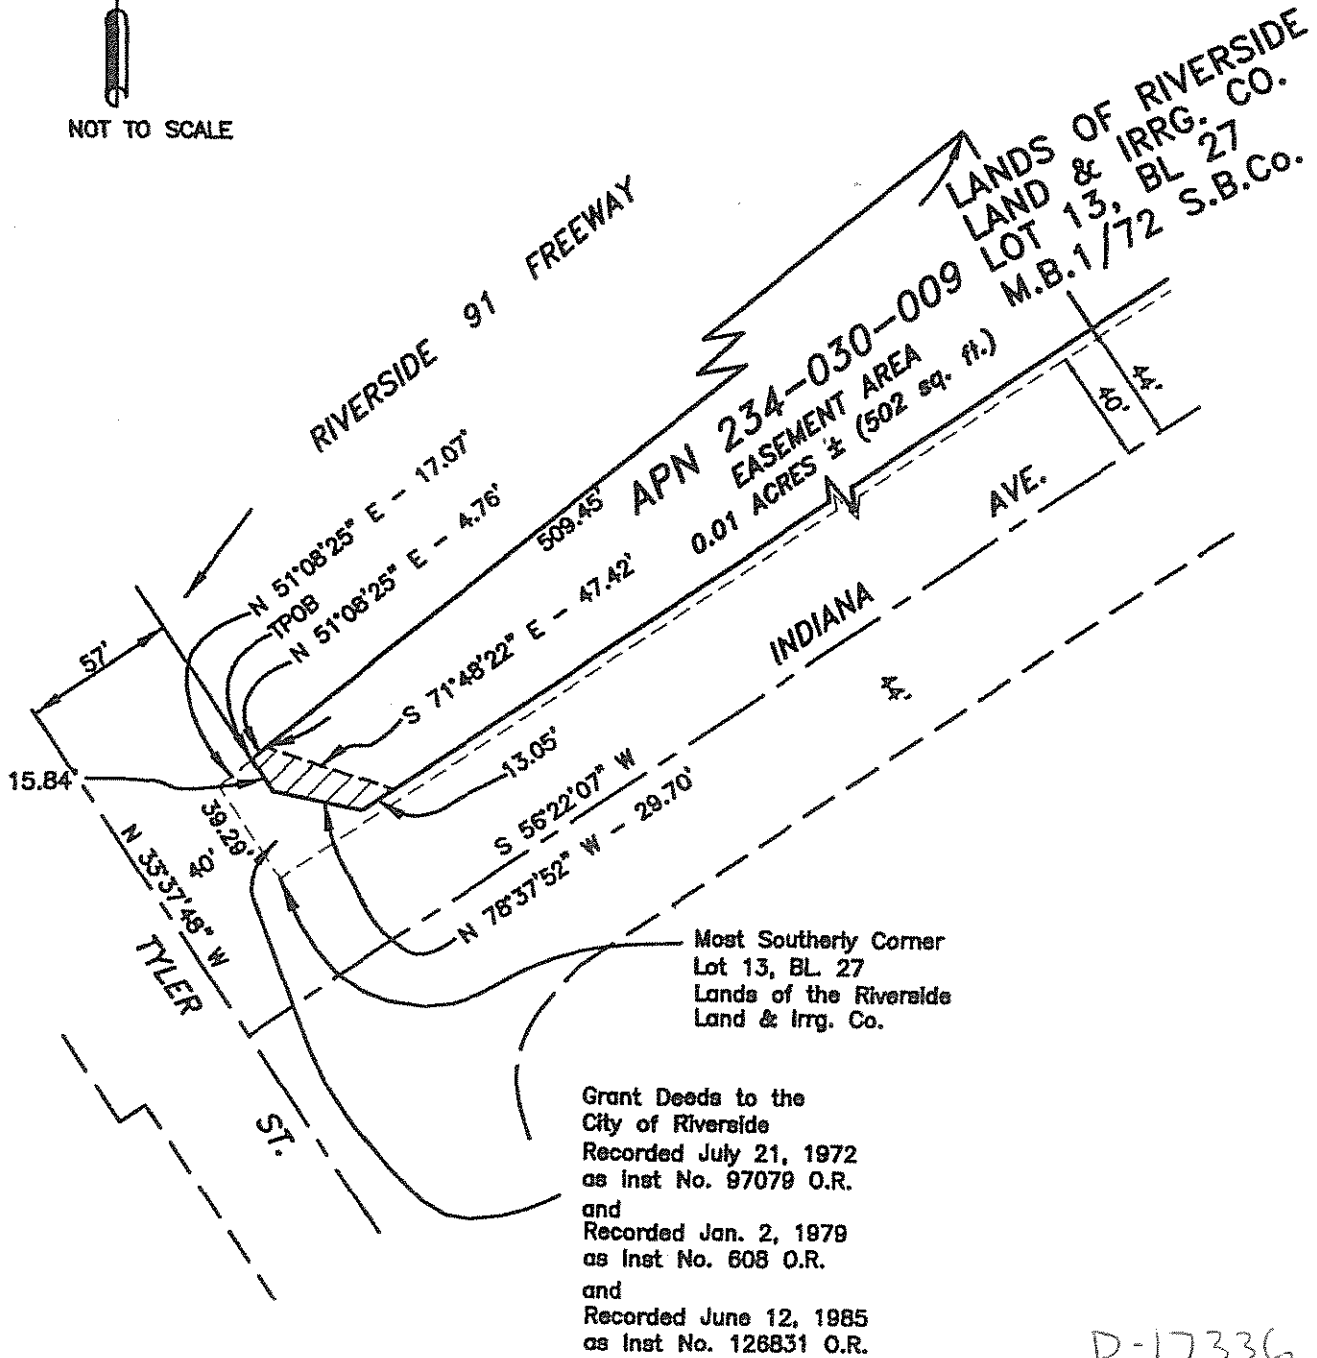 NOT TO SCALE
LANDS OF RIVERSIDE
LAND & IRRG. CO.
LOT 13, BL 27
M.B.1/72 S.B.Co.
RIVERSIDE 91 FREEWAY
APN 234-030-009
EASEMENT AREA
0.01 ACRES ± (502 sq. ft.)
44'
40'
N 51°08'25" E - 17.07'
TPOB
N 51°08'25" E - 4.76'
509.45'
S 71°48'22" E - 47.42'
INDIANA AVE.
44'
57'
15.84'
13.05'
39.29'
40'
N 33°37'48" W
S 56°22'07" W
N 78°37'52" W - 29.70'
TYLER ST.
Most Southerly Corner
Lot 13, BL. 27
Lands of the Riverside
Land & Irrg. Co.
Grant Deeds to the
City of Riverside
Recorded July 21, 1972
as Inst No. 97079 O.R.
and
Recorded Jan. 2, 1979
as Inst No. 608 O.R.
and
Recorded June 12, 1985
as Inst No. 126831 O.R.
D-17336